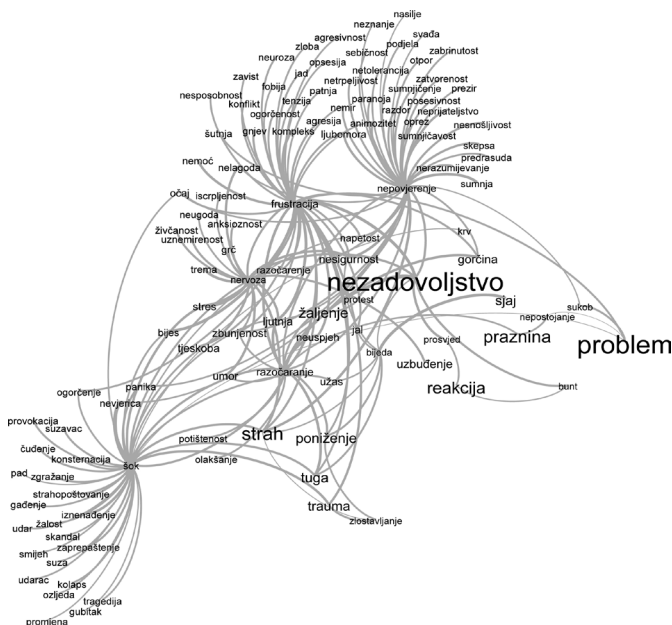 nasilje
neznanje
svađa
agresivnost
podjela
zloba
sebičnost
otpor
zabrinutost
neuroza
opsesija
netolerancija
jad
zatvorenost
zavist
fobija
netrpeljivost
sumnjičenje
prezir
patnja
nesposobnost
tenzija
paranoja
posesivnost
konflikt
nemir
razdor
neprijateljstvo
ogorčenost
agresija
animozitet
oprez
nesnošljivost
šutnja
gnjev
kompleks
ljubomora
sumnjičavost
skepsa
nemoć
nelagoda
predrasuda
nerazumijevanje
očaj
iscrpljenost
nepovjerenje
sumnja
frustracija
neugoda
anksioznost
živčanost
uznemirenost
napetost
krv
grč
nesigurnost
gorčina
trema
razočarenje
nervoza
nezadovoljstvo
protest
sjaj
stres
žaljenje
sukob
nepostojanje
ljutnja
bijes
zbunjenost
jal
neuspjeh
prosvjed
praznina
problem
tjeskoba
bijeda
uzbuđenje
umor
razočaranje
užas
reakcija
bunt
ogorčenje
panika
nevjerica
provokacija
suzavac
čuđenje
potištenost
strah
poniženje
konsternacija
olakšanje
šok
pad
zgražanje
tuga
strahopoštovanje
gađenje
trauma
iznenađenje
udar
žalost
zlostavljanje
skandal
zaprepaštenje
smijeh
suza
udarac
kolaps
ozljeda
tragedija
gubitak
promjena